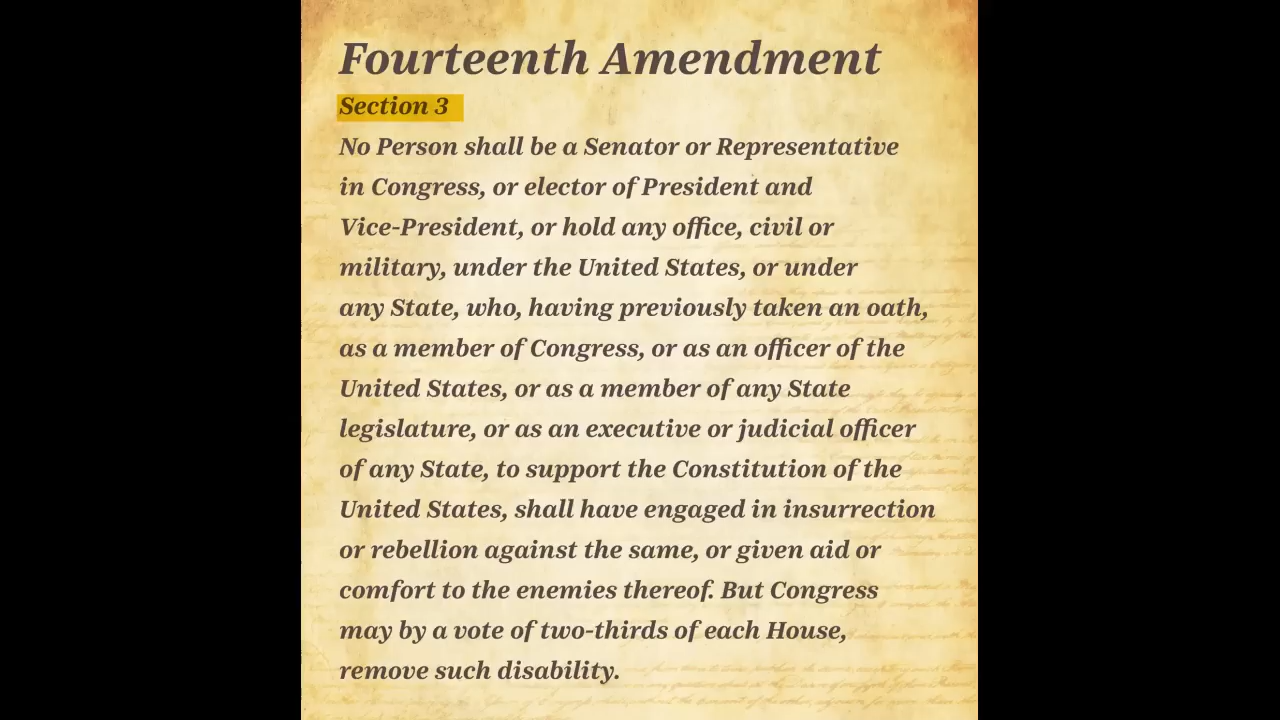 Fourteenth Amendment
Section 3
No Person shall be a Senator or Representative
in Congress, or elector of President and
Vice-President, or hold any office, civil or
military, under the United States, or under
any State, who, having previously taken an oath,
as a member of Congress, or as an officer of the
United States, or as a member of any State
legislature, or as an executive or judicial officer
of any State, to support the Constitution of the
United States, shall have engaged in insurrection
or rebellion against the same, or given aid or
comfort to the enemies thereof. But Congress
may by a vote of two-thirds of each House,
remove such disability.